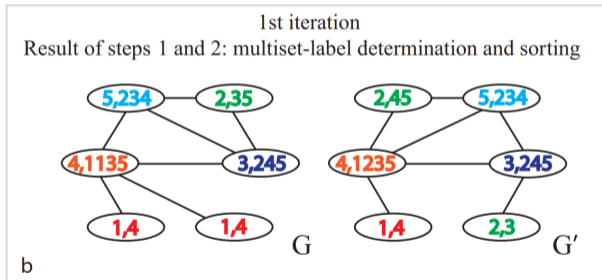 1st iteration
Result of steps 1 and 2: multiset-label determination and sorting
5,234 2,35 2,45 5,234
4,1135 3,245 4,1235 3,245
1,4 1,4 G 1,4 2,3 G′
b